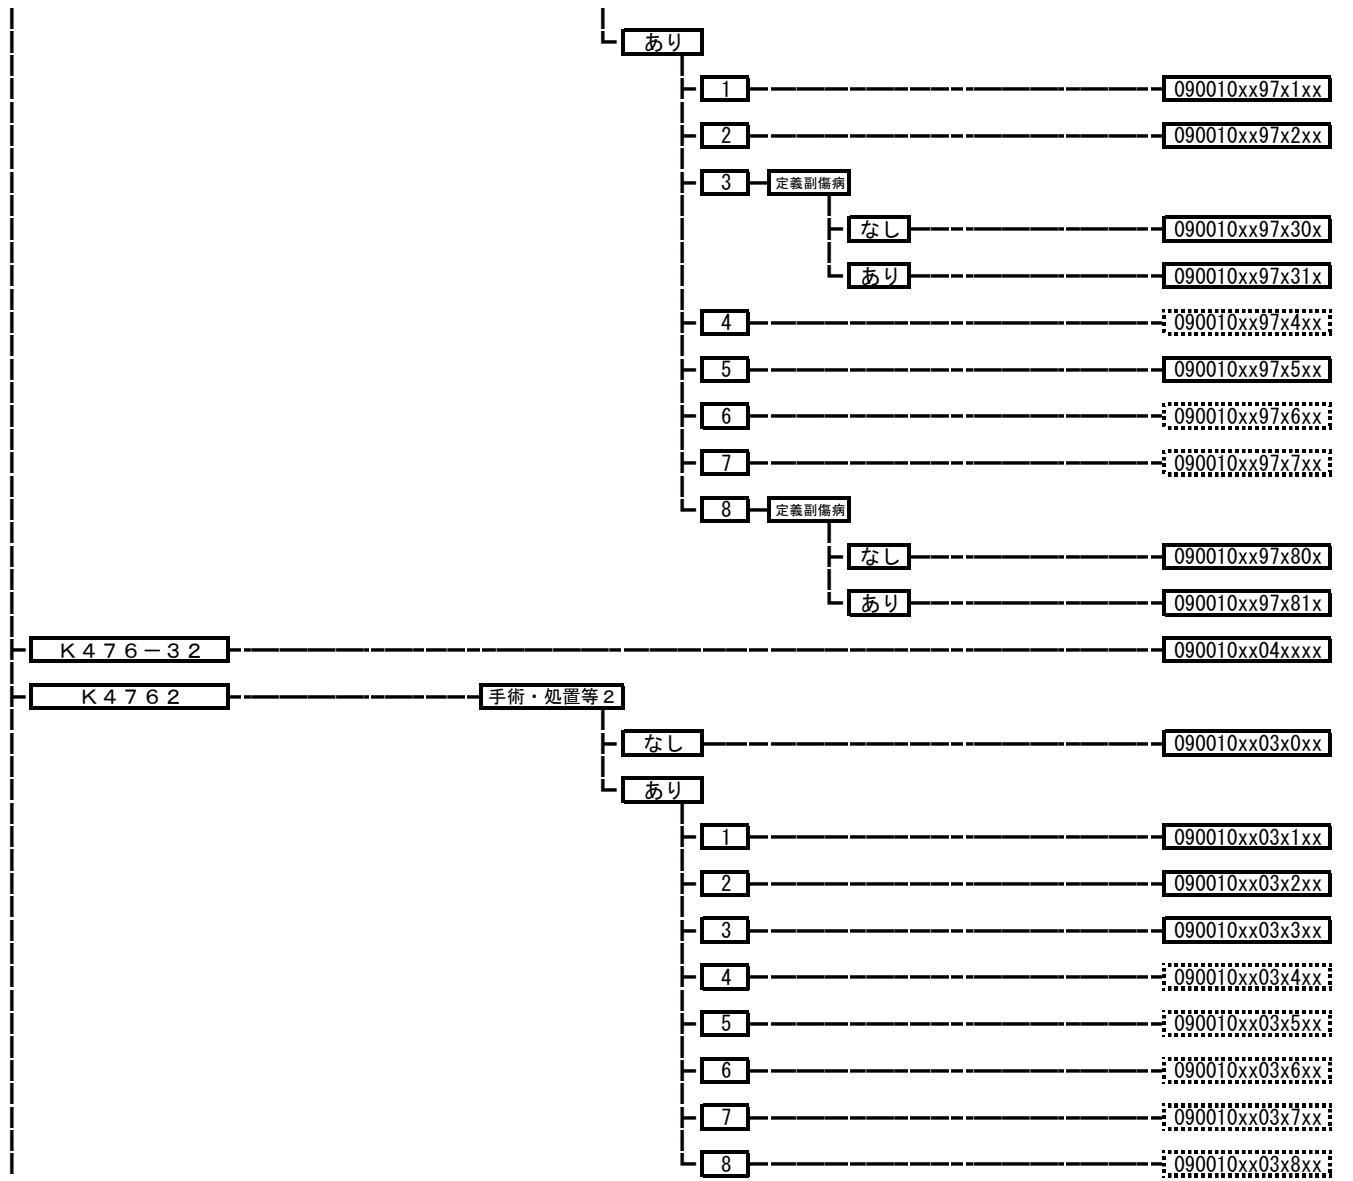 あり
1 090010xx97x1xx
2 090010xx97x2xx
3 定義副傷病
なし 090010xx97x30x
あり 090010xx97x31x
4 090010xx97x4xx
5 090010xx97x5xx
6 090010xx97x6xx
7 090010xx97x7xx
8 定義副傷病
なし 090010xx97x80x
あり 090010xx97x81x
Ｋ４７６－３２ 090010xx04xxxx
Ｋ４７６２ 手術・処置等２
なし 090010xx03x0xx
あり
1 090010xx03x1xx
2 090010xx03x2xx
3 090010xx03x3xx
4 090010xx03x4xx
5 090010xx03x5xx
6 090010xx03x6xx
7 090010xx03x7xx
8 090010xx03x8xx